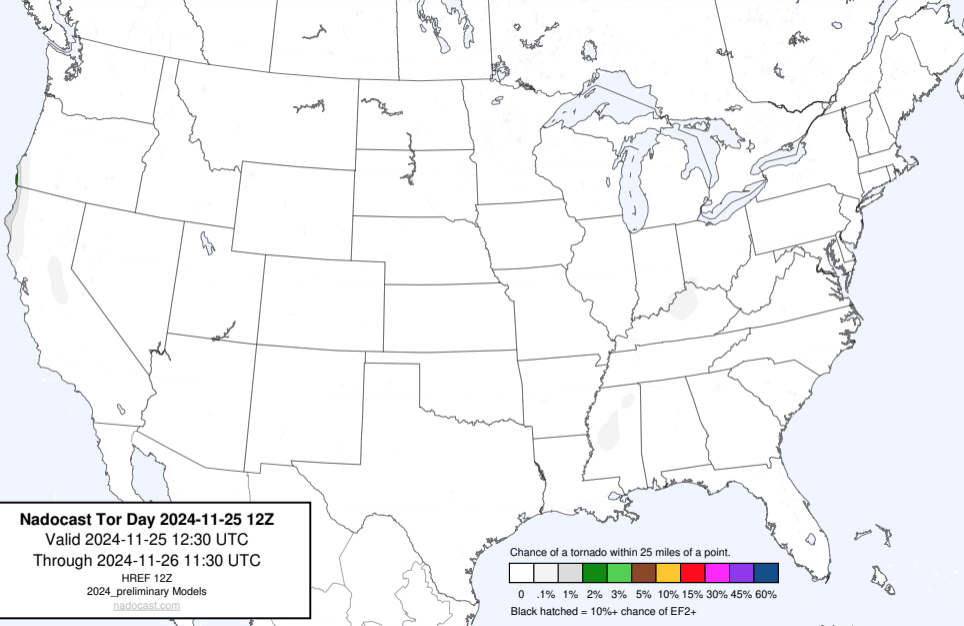 Nadocast Tor Day 2024-11-25 12Z
Valid 2024-11-25 12:30 UTC
Through 2024-11-26 11:30 UTC
HREF 12Z
2024_preliminary Models
nadocast.com
Chance of a tornado within 25 miles of a point.
0 .1% 1% 2% 3% 5% 10% 15% 30% 45% 60%
Black hatched = 10%+ chance of EF2+